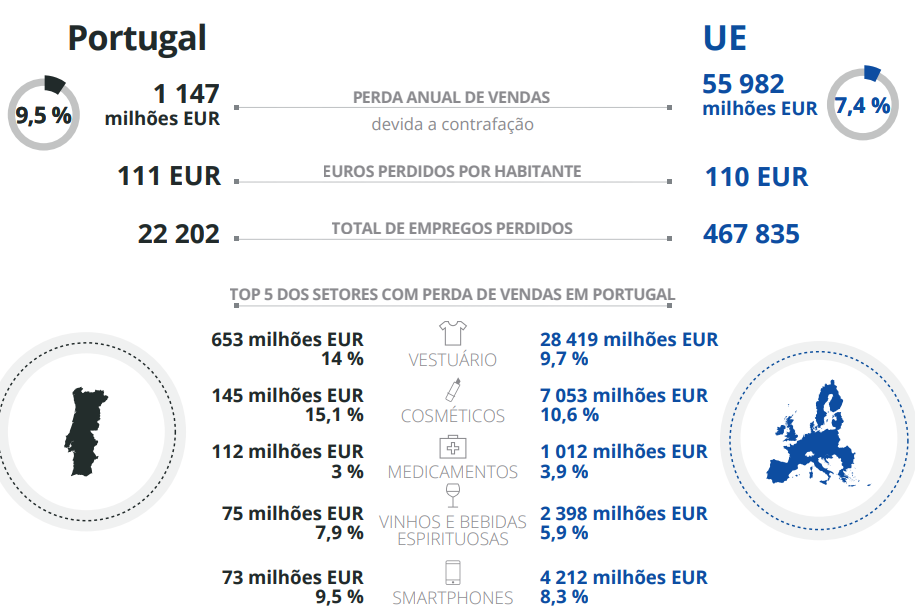 Portugal
UE
9,5 %
1 147
milhões EUR
PERDA ANUAL DE VENDAS
devida a contrafação
55 982
milhões EUR
7,4 %
111 EUR
EUROS PERDIDOS POR HABITANTE
110 EUR
22 202
TOTAL DE EMPREGOS PERDIDOS
467 835
TOP 5 DOS SETORES COM PERDA DE VENDAS EM PORTUGAL
653 milhões EUR
14 %
VESTUÁRIO
28 419 milhões EUR
9,7 %
145 milhões EUR
15,1 %
COSMÉTICOS
7 053 milhões EUR
10,6 %
112 milhões EUR
3 %
MEDICAMENTOS
1 012 milhões EUR
3,9 %
75 milhões EUR
7,9 %
VINHOS E BEBIDAS
ESPIRITUOSAS
2 398 milhões EUR
5,9 %
73 milhões EUR
9,5 %
SMARTPHONES
4 212 milhões EUR
8,3 %